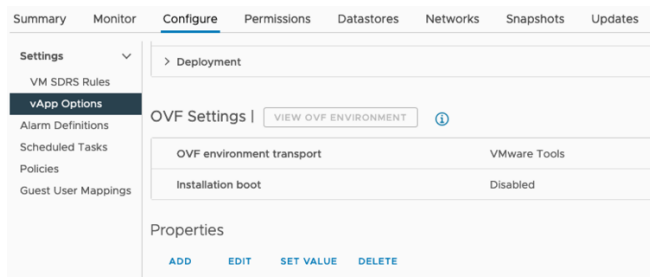 Summary Monitor Configure Permissions Datastores Networks Snapshots Updates
Settings
VM SDRS Rules
vApp Options
Alarm Definitions
Scheduled Tasks
Policies
Guest User Mappings
Deployment
OVF Settings | VIEW OVF ENVIRONMENT
OVF environment transport VMware Tools
Installation boot Disabled
Properties
ADD EDIT SET VALUE DELETE